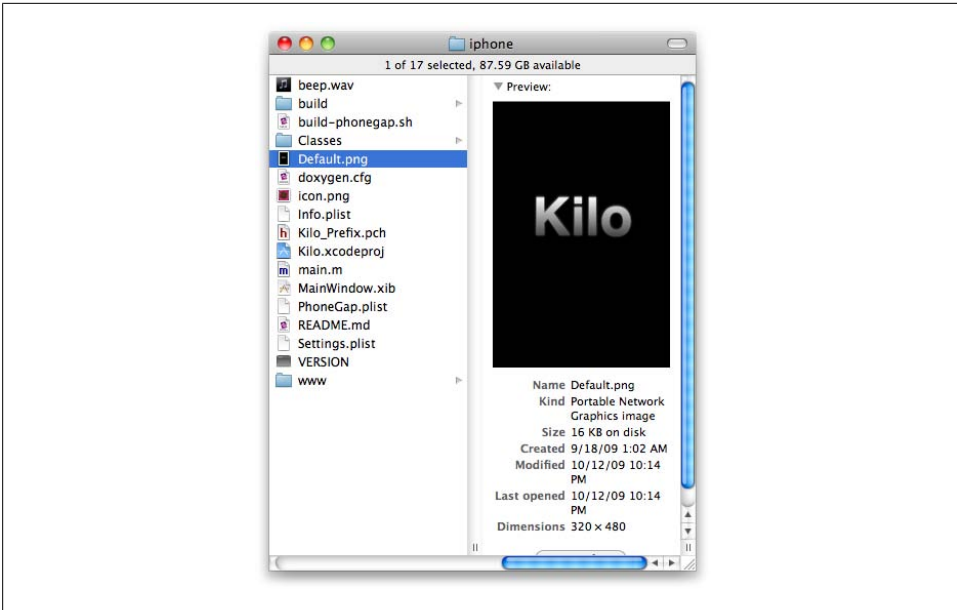 iphone
1 of 17 selected, 87.59 GB available
beep.wav
build
build-phonegap.sh
Classes
Default.png
doxygen.cfg
icon.png
Info.plist
Kilo_Prefix.pch
Kilo.xcodeproj
main.m
MainWindow.xib
PhoneGap.plist
README.md
Settings.plist
VERSION
www
Preview:
Kilo
Name Default.png
Kind Portable Network
Graphics image
Size 16 KB on disk
Created 9/18/09 1:02 AM
Modified 10/12/09 10:14
PM
Last opened 10/12/09 10:14
PM
Dimensions 320 × 480